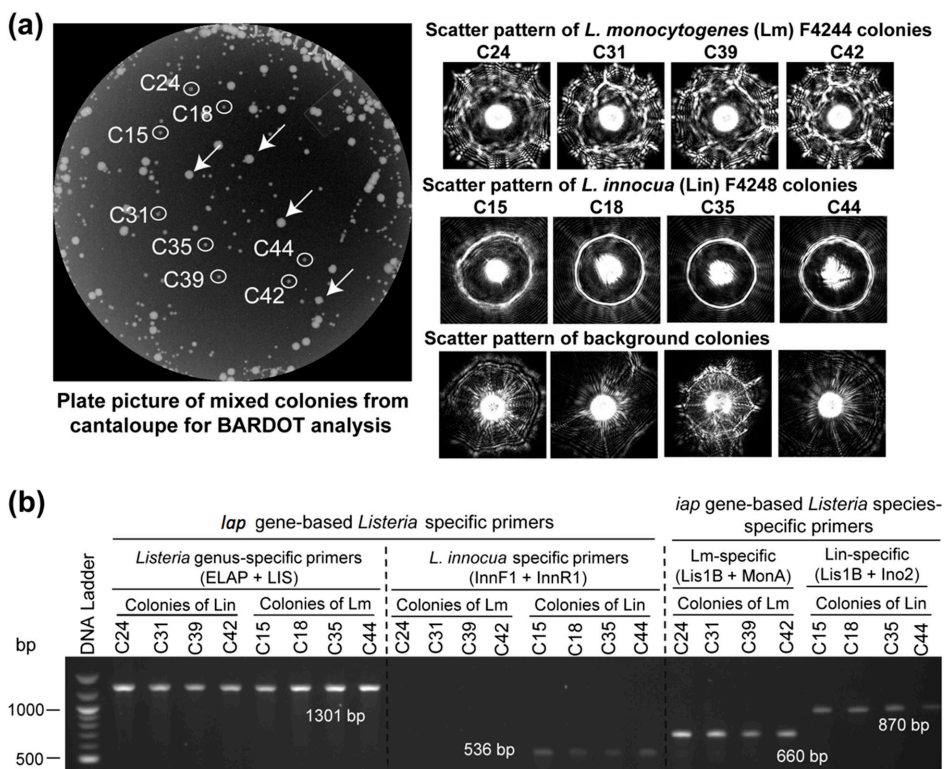 (a)
C24
C18
C15
C31
C35
C39
C44
C42
Plate picture of mixed colonies from
cantaloupe for BARDOT analysis
Scatter pattern of L. monocytogenes (Lm) F4244 colonies
C24 C31 C39 C42
Scatter pattern of L. innocua (Lin) F4248 colonies
C15 C18 C35 C44
Scatter pattern of background colonies
(b)
lap gene-based Listeria specific primers
iap gene-based Listeria species-
specific primers
Listeria genus-specific primers
(ELAP + LIS)
L. innocua specific primers
(InnF1 + InnR1)
Lm-specific
(Lis1B + MonA)
Lin-specific
(Lis1B + Ino2)
Colonies of Lin
Colonies of Lm
Colonies of Lm
Colonies of Lin
Colonies of Lm
Colonies of Lin
bp
DNA Ladder
C24 C31 C39 C42 C15 C18 C35 C44
C24 C31 C39 C42 C15 C18 C35 C44
C24 C31 C39 C42 C15 C18 C35 C44
1000
500
1301 bp
536 bp
660 bp
870 bp